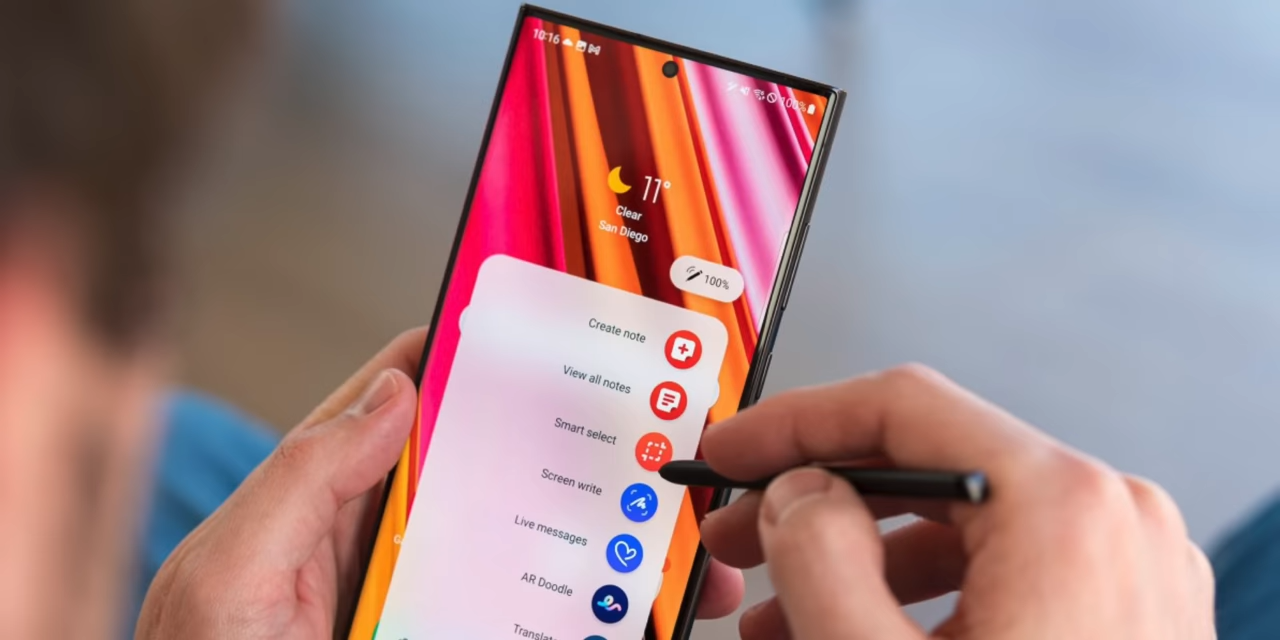 10:16
100%
11°
Clear
San Diego
100%
Create note
View all notes
Smart select
Screen write
Live messages
AR Doodle